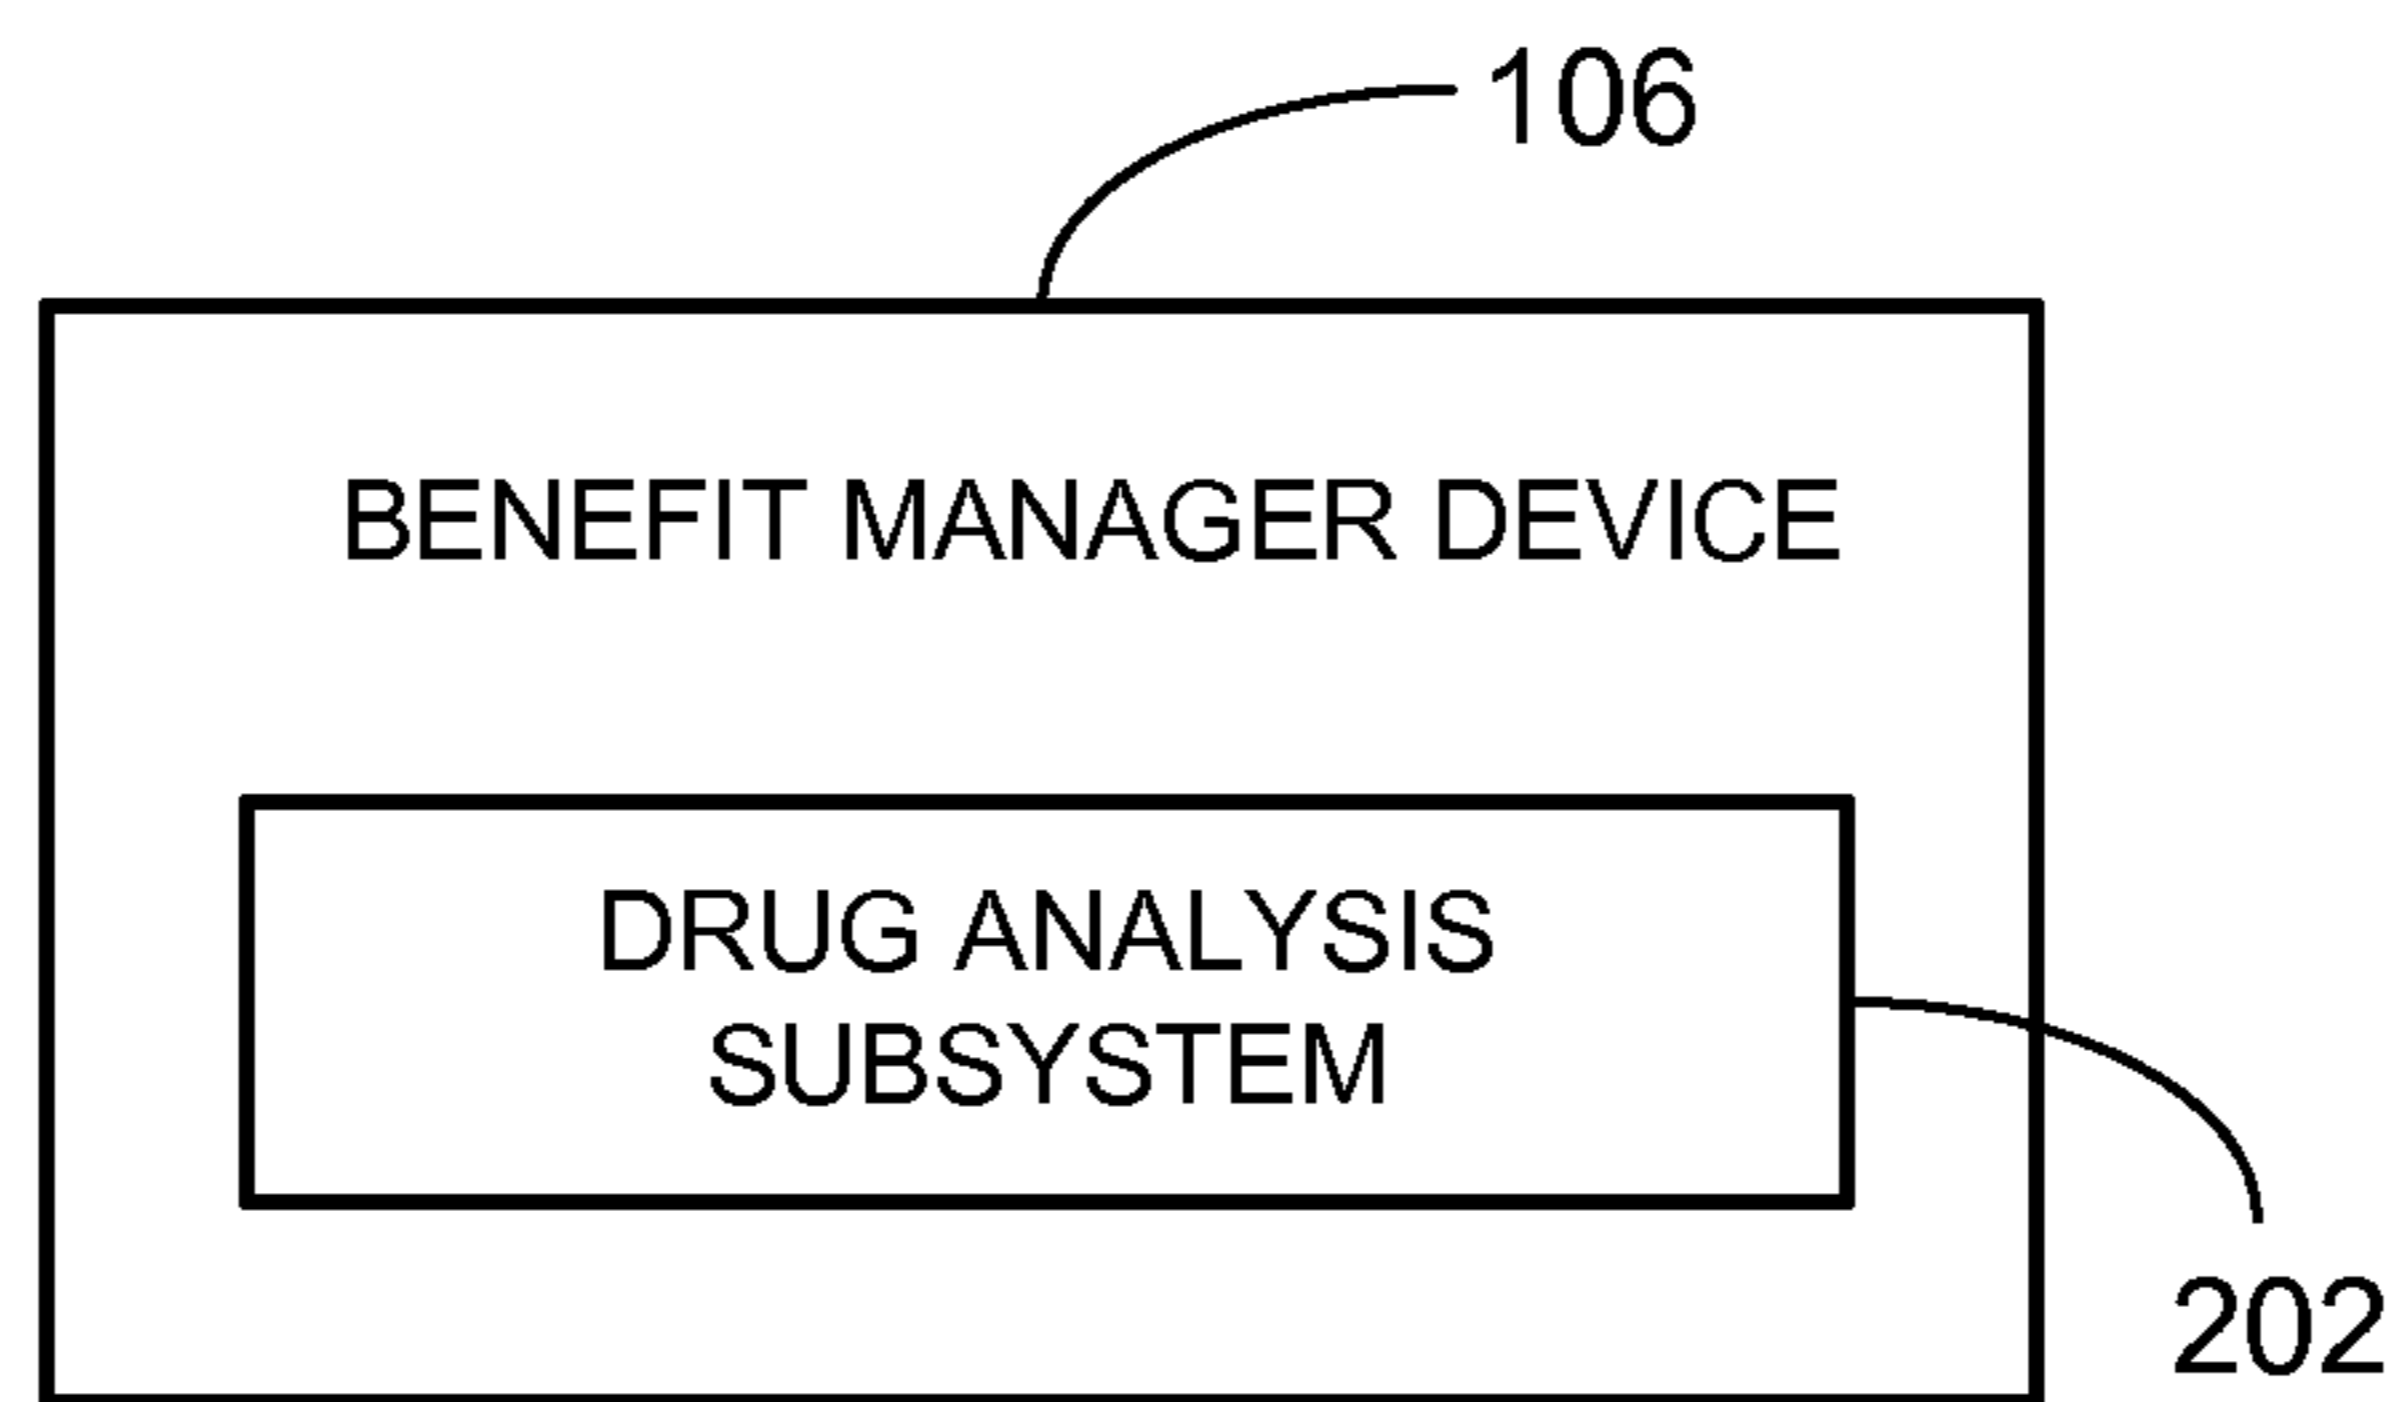 106
BENEFIT MANAGER DEVICE
DRUG ANALYSIS
SUBSYSTEM
202